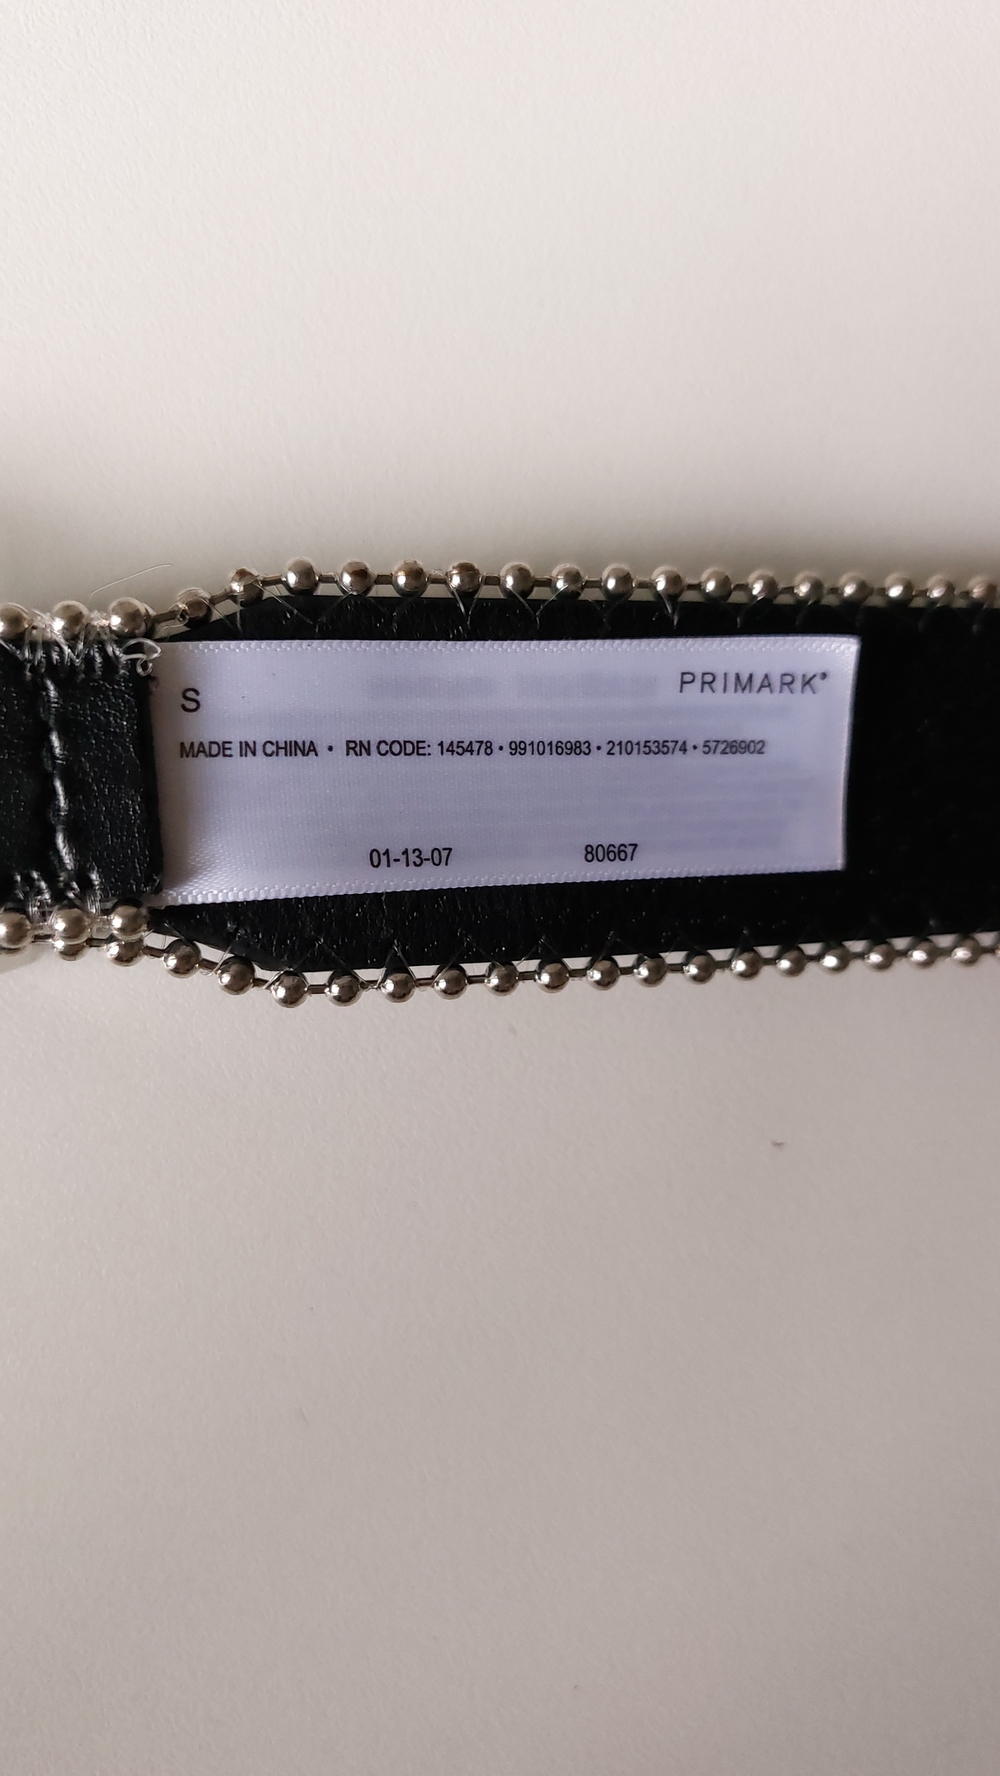 S
PRIMARK®
MADE IN CHINA • RN CODE: 145478 • 991016983 • 210153574 • 5726902
01-13-07 80667